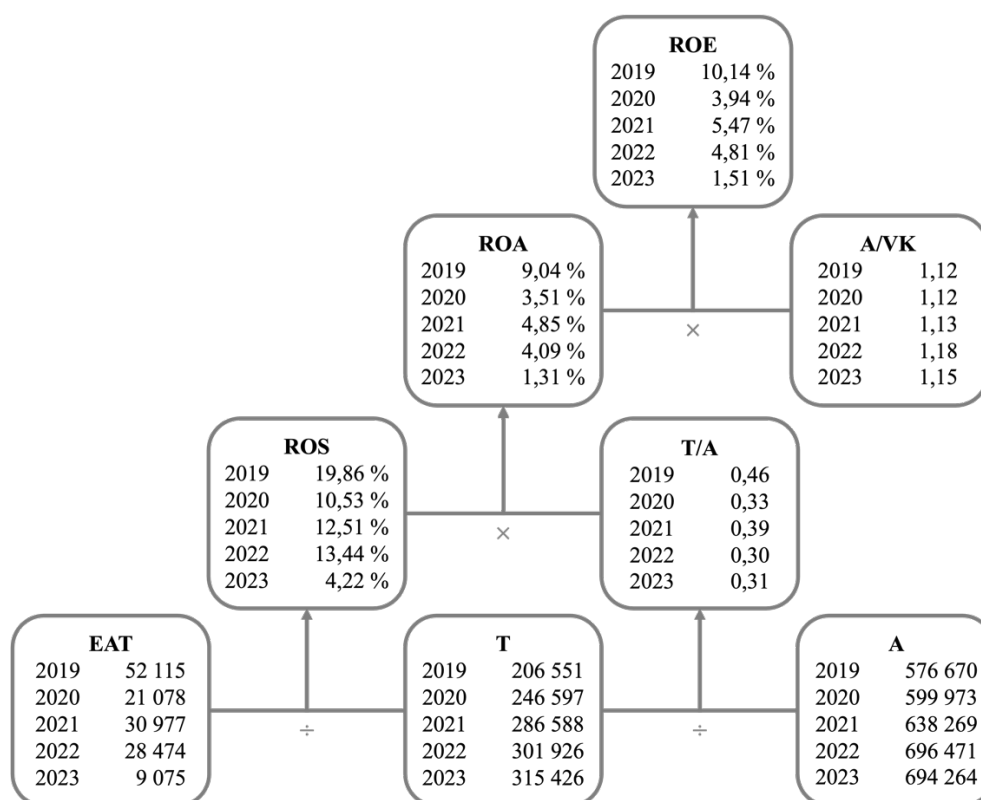 ROE
2019 10,14 %
2020 3,94 %
2021 5,47 %
2022 4,81 %
2023 1,51 %
ROA
2019 9,04 %
2020 3,51 %
2021 4,85 %
2022 4,09 %
2023 1,31 %
×
A/VK
2019 1,12
2020 1,12
2021 1,13
2022 1,18
2023 1,15
ROS
2019 19,86 %
2020 10,53 %
2021 12,51 %
2022 13,44 %
2023 4,22 %
×
T/A
2019 0,46
2020 0,33
2021 0,39
2022 0,30
2023 0,31
EAT
2019 52 115
2020 21 078
2021 30 977
2022 28 474
2023 9 075
÷
T
2019 206 551
2020 246 597
2021 286 588
2022 301 926
2023 315 426
÷
A
2019 576 670
2020 599 973
2021 638 269
2022 696 471
2023 694 264